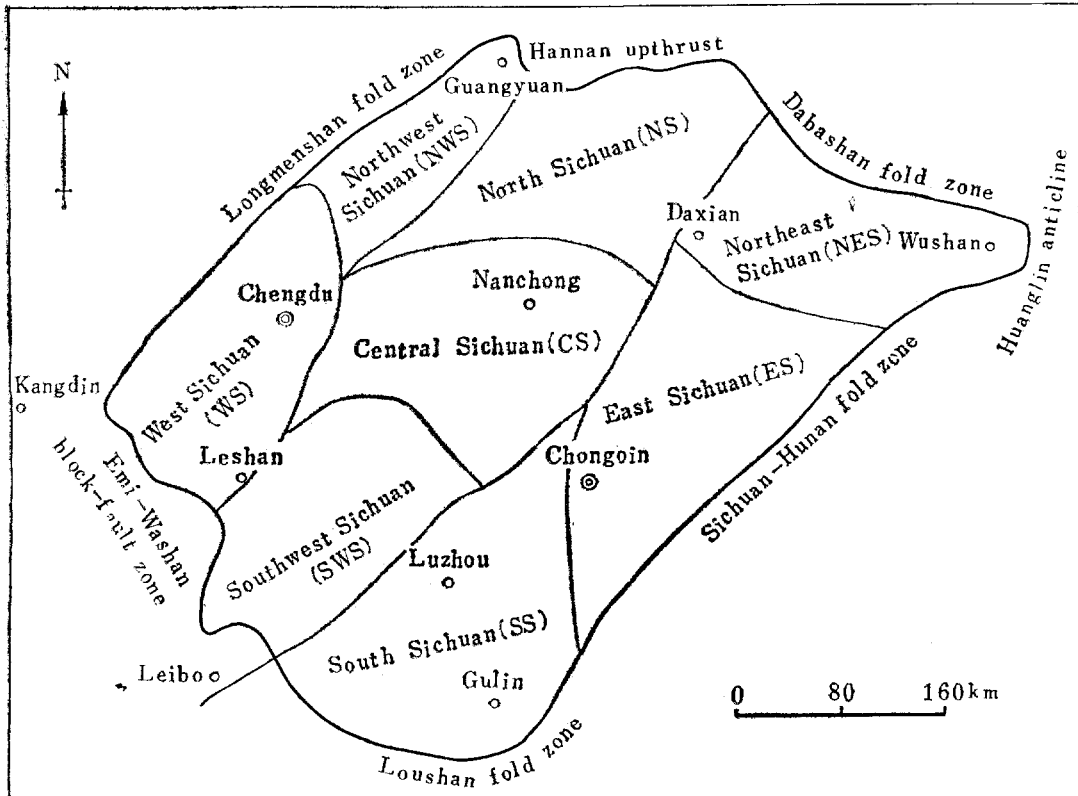 N
Hannan upthrust
Guangyuan
Longmenshan fold zone
Northwest
Sichuan(NWS)
North Sichuan(NS)
Dabashan fold zone
Daxian
Northeast
Sichuan(NES)
Wushan
Huanglin anticline
Chengdu
Nanchong
Central Sichuan(CS)
Kangdin
West Sichuan
(WS)
East Sichuan(ES)
Leshan
Chongoin
Sichuan-Hunan fold zone
Emi-Washan
block-fault zone
Southwest Sichuan
(SWS)
Luzhou
South Sichuan(SS)
Leibo
Gulin
0 80 160km
Loushan fold zone